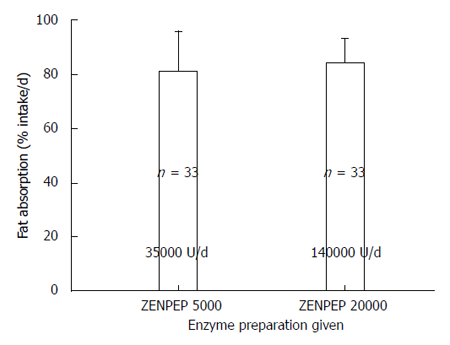 100
80
60
40
20
0
Fat absorption (% intake/d)
n = 33
n = 33
35000 U/d
140000 U/d
ZENPEP 5000
ZENPEP 20000
Enzyme preparation given